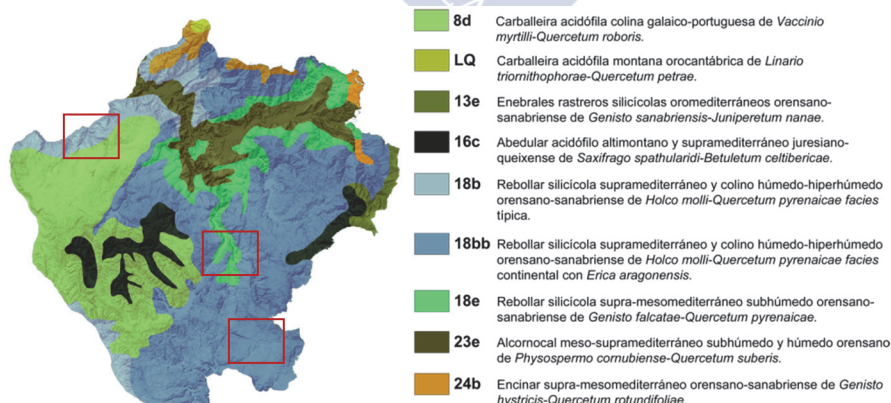 8d Carballeira acidófila colina galaico-portuguesa de Vaccinio
myrtilli-Quercetum roboris.
LQ Carballeira acidófila montana orocantábrica de Linario
triornithophorae-Quercetum petrae.
13e Enebrales rastreros silicícolas oromediterráneos orensano-
sanabriense de Genisto sanabriensis-Juniperetum nanae.
16c Abedular acidófilo altimontano y supramediterráneo juresiano-
queixense de Saxifrago spathularidi-Betuletum celtibericae.
18b Rebollar silicícola supramediterráneo y colino húmedo-hiperhúmedo
orensano-sanabriense de Holco molli-Quercetum pyrenaicae facies
típica.
18bb Rebollar silicícola supramediterráneo y colino húmedo-hiperhúmedo
orensano-sanabriense de Holco molli-Quercetum pyrenaicae facies
continental con Erica aragonensis.
18e Rebollar silicícola supra-mesomediterráneo subhúmedo orensano-
sanabriense de Genisto falcatae-Quercetum pyrenaicae.
23e Alcornocal meso-supramediterráneo subhúmedo y húmedo orensano
de Physospermo cornubiense-Quercetum suberis.
24b Encinar supra-mesomediterráneo orensano-sanabriense de Genisto
hystricis-Quercetum rotundifoliae.